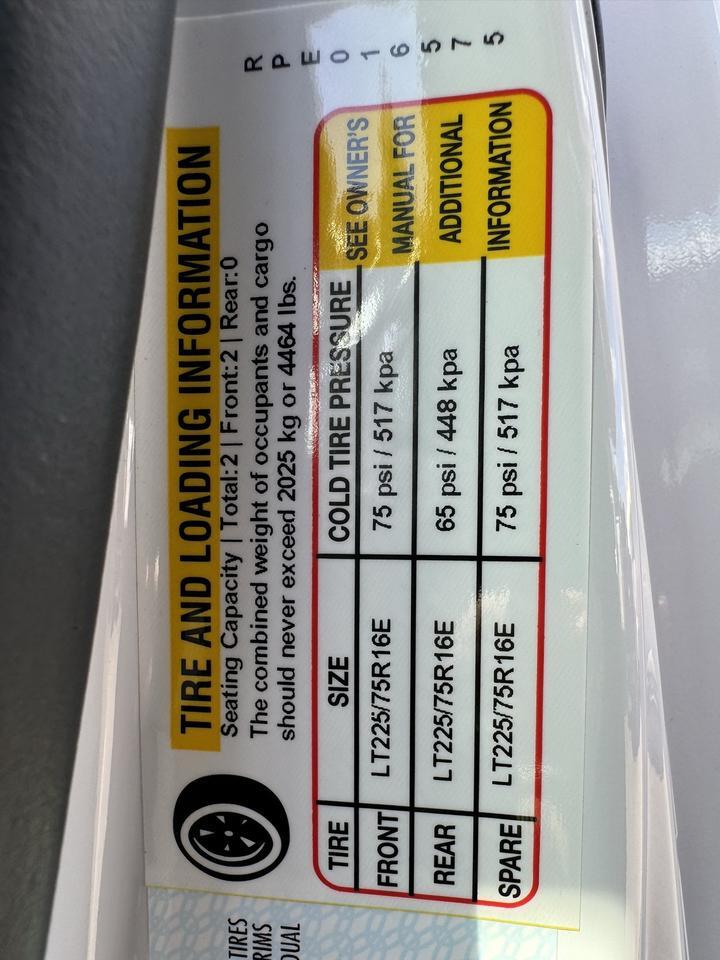 TIRE AND LOADING INFORMATION
Seating Capacity | Total:2 | Front:2 | Rear:0
The combined weight of occupants and cargo
should never exceed 2025 kg or 4464 lbs.
R
P
E
0
1
6
5
7
5
TIRE SIZE COLD TIRE PRESSURE
FRONT LT225/75R16E 75 psi / 517 kpa
REAR LT225/75R16E 65 psi / 448 kpa
SPARE LT225/75R16E 75 psi / 517 kpa
SEE OWNER'S
MANUAL FOR
ADDITIONAL
INFORMATION
TIRES
RIMS
DUAL